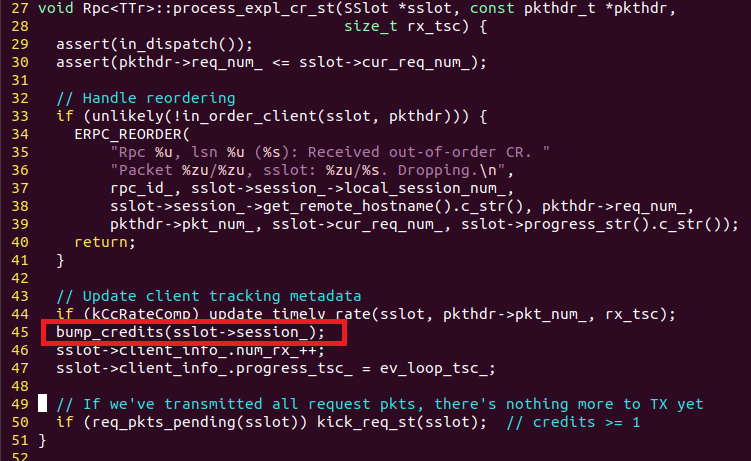 27 void Rpc<TTr>::process_expl_cr_st(SSlot *sslot, const pkthdr_t *pkthdr,
28                                   size_t rx_tsc) {
29   assert(in_dispatch());
30   assert(pkthdr->req_num_ <= sslot->cur_req_num_);
31
32   // Handle reordering
33   if (unlikely(!in_order_client(sslot, pkthdr))) {
34     ERPC_REORDER(
35         "Rpc %u, lsn %u (%s): Received out-of-order CR. "
36         "Packet %zu/%zu, sslot: %zu/%s. Dropping.\n",
37         rpc_id_, sslot->session_->local_session_num_,
38         sslot->session_->get_remote_hostname().c_str(), pkthdr->req_num_,
39         pkthdr->pkt_num_, sslot->cur_req_num_, sslot->progress_str().c_str());
40     return;
41   }
42
43   // Update client tracking metadata
44   if (kCcRateComp) update_timely_rate(sslot, pkthdr->pkt_num_, rx_tsc);
45   bump_credits(sslot->session_);
46   sslot->client_info_.num_rx_++;
47   sslot->client_info_.progress_tsc_ = ev_loop_tsc_;
48
49   // If we've transmitted all request pkts, there's nothing more to TX yet
50   if (req_pkts_pending(sslot)) kick_req_st(sslot);  // credits >= 1
51 }
52